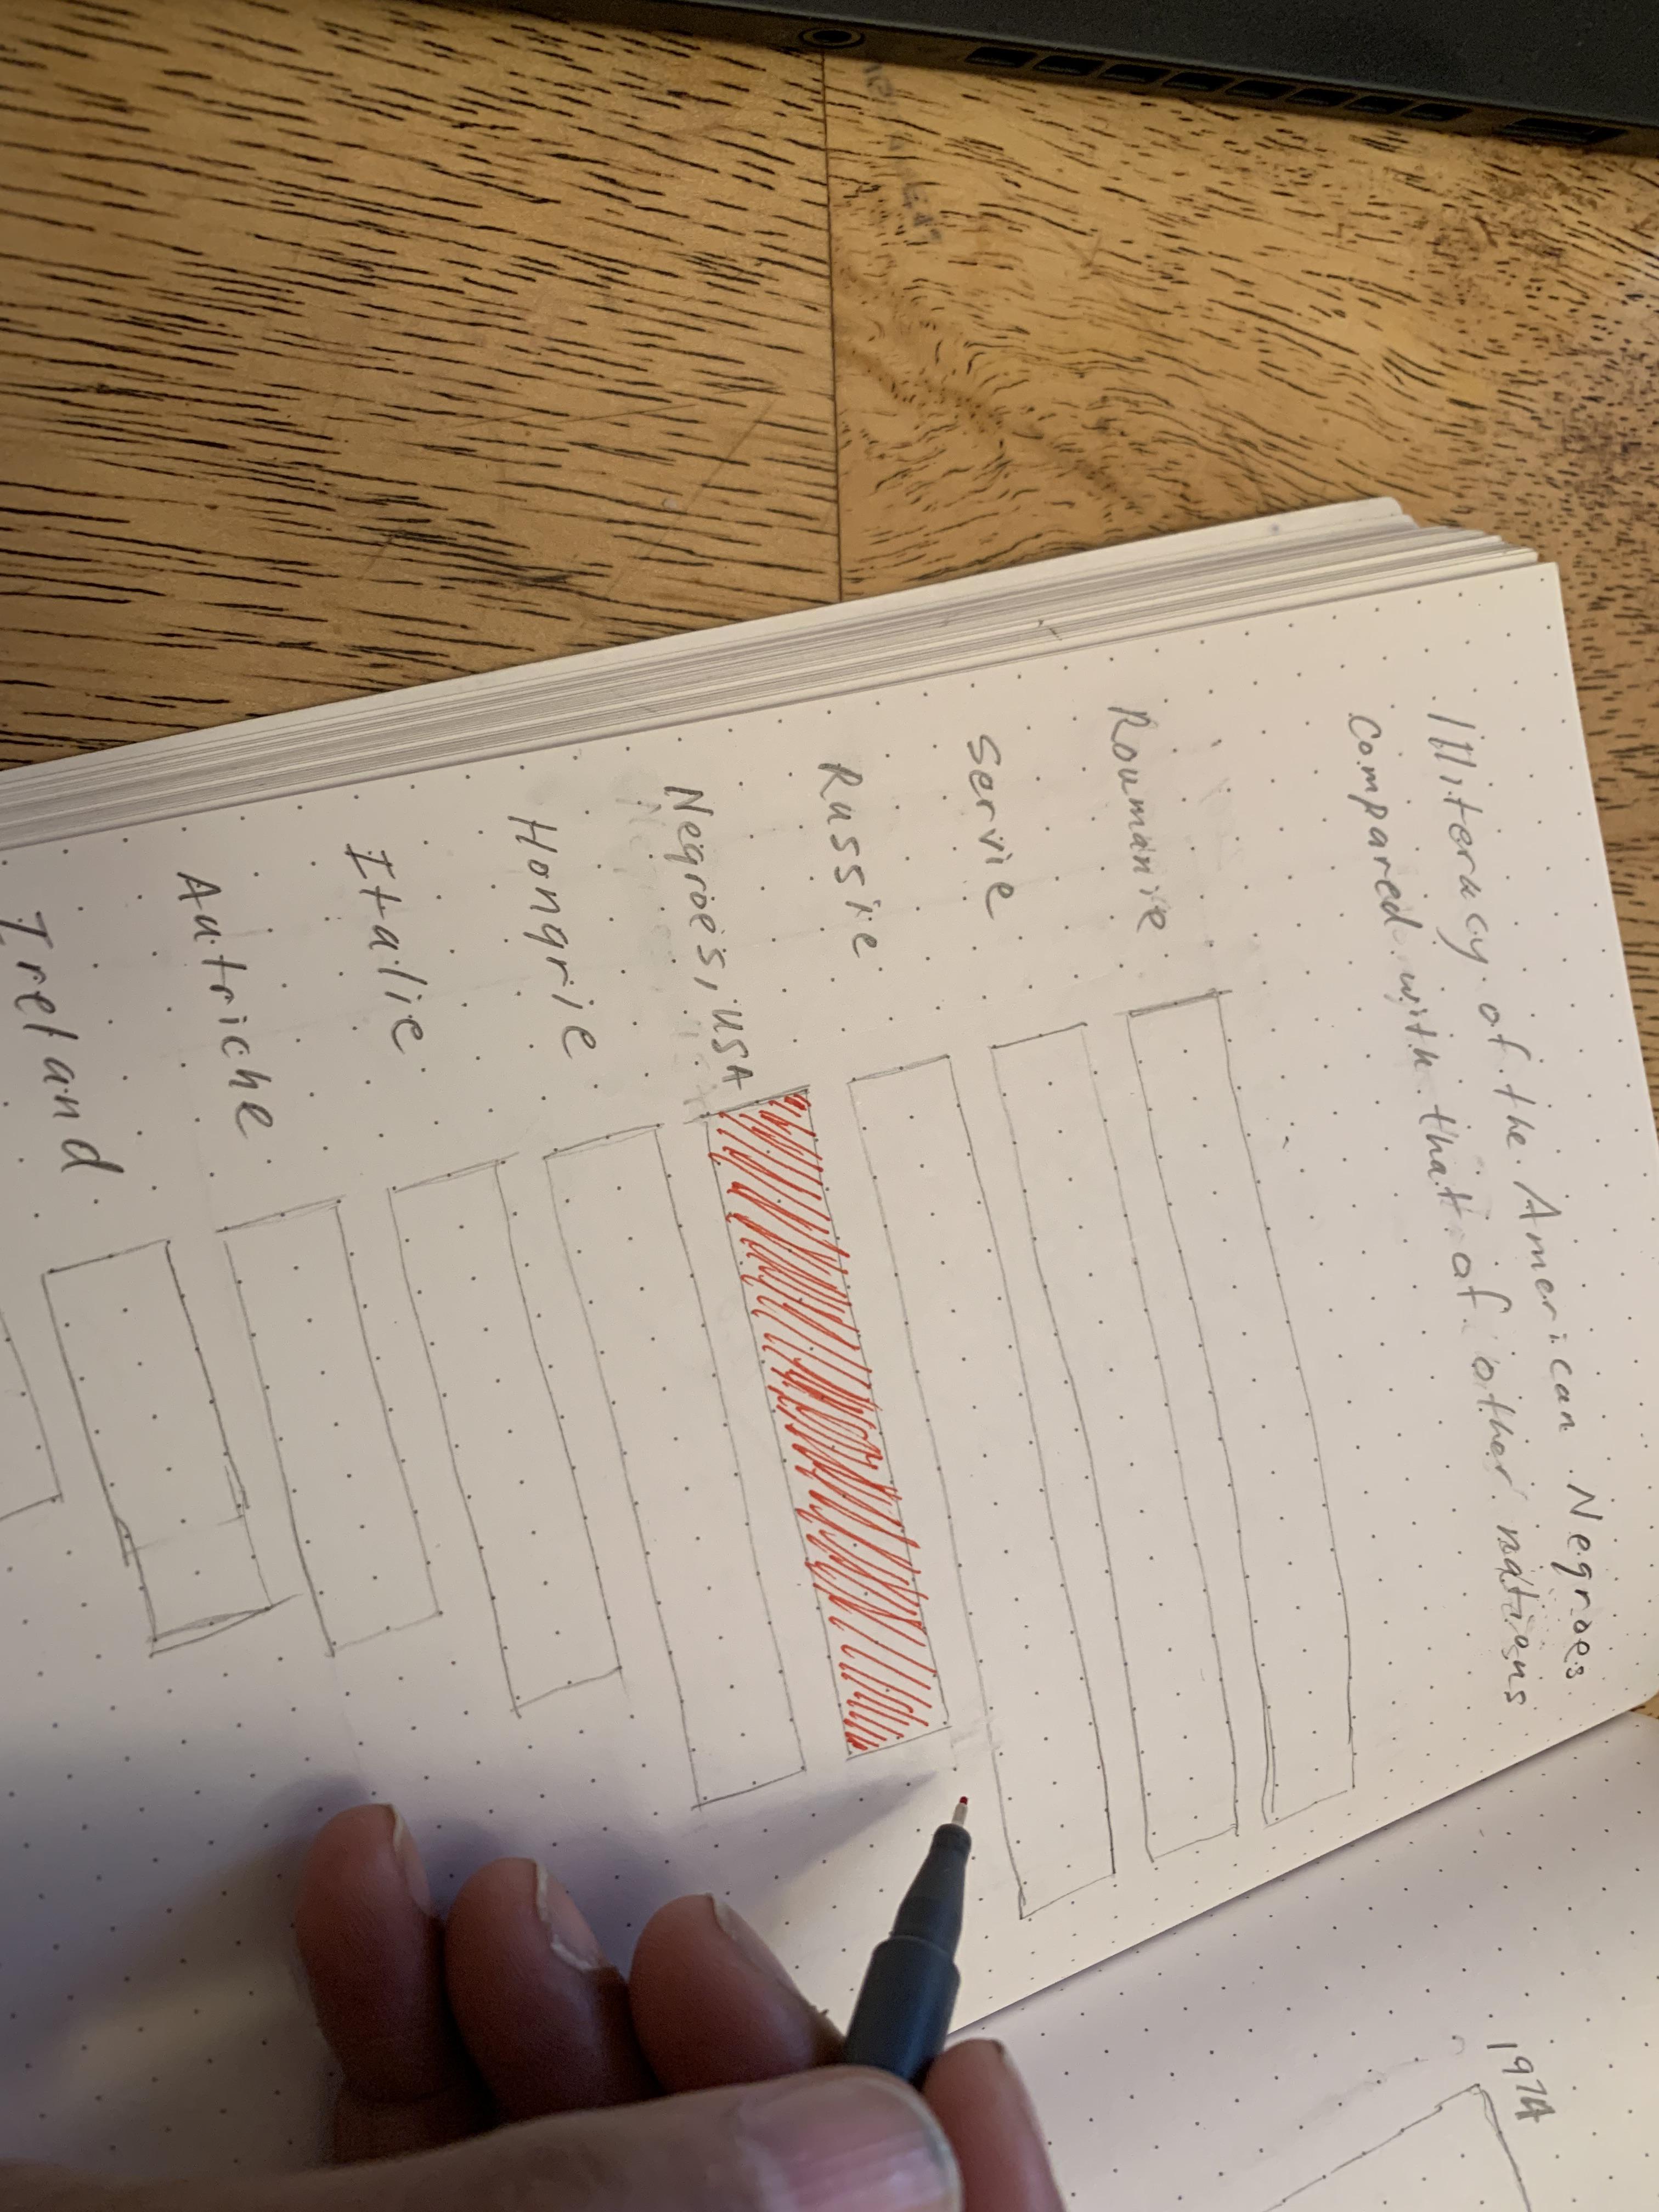 Illiteracy of the American Negroes
compared with that of other nations
Roumanie
Servie
Russie
Negroes, USA
Hongrie
Italie
Autriche
Ireland
1974